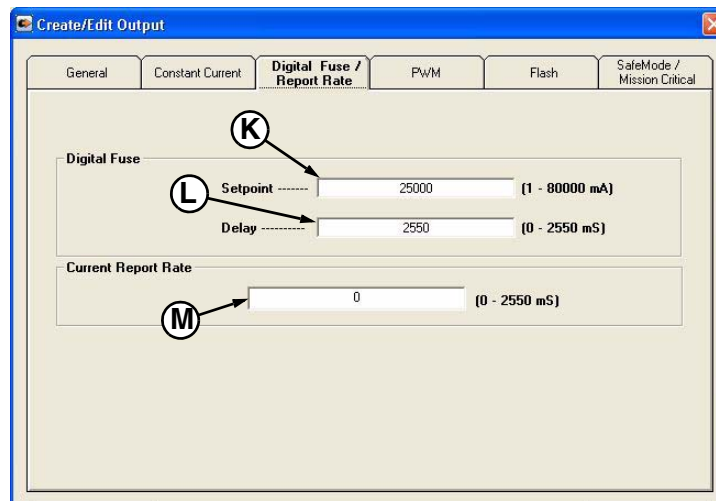 Create/Edit Output
General Constant Current Digital Fuse / Report Rate PWM Flash SafeMode / Mission Critical
K
Digital Fuse
Setpoint ------- 25000 (1 - 80000 mA)
L
Delay ---------- 2550 (0 - 2550 mS)
Current Report Rate
0 (0 - 2550 mS)
M